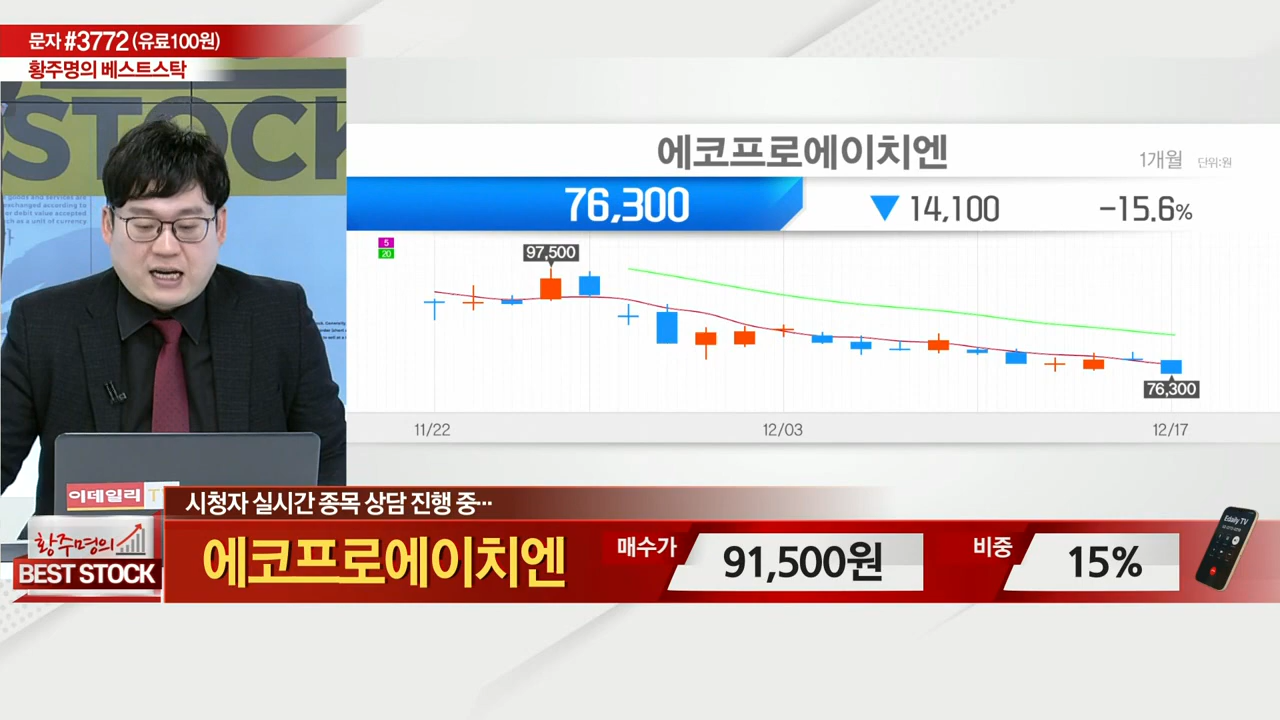 문자 #3772 (유료100원)
황주명의 베스트스탁
STOCK
에코프로에이치엔
1개월 단위:원
76,300 ▼ 14,100 -15.6%
5
20
97,500
76,300
11/22 12/03 12/17
이데일리 TV
시청자 실시간 종목 상담 진행 중…
황주명의
BEST STOCK
에코프로에이치엔
매수가 91,500원
비중 15%
Edaily TV